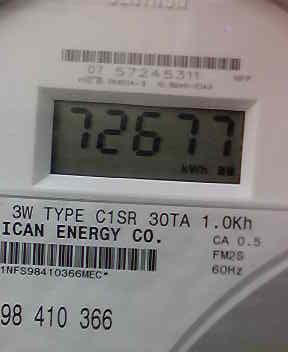 07 57245311
72677
kWh 88
3W TYPE C1SR 30TA 1.0Kh
ICAN ENERGY CO.
CA 0.5
FM2S
60Hz
1NFS98410366MEC*
98 410 366